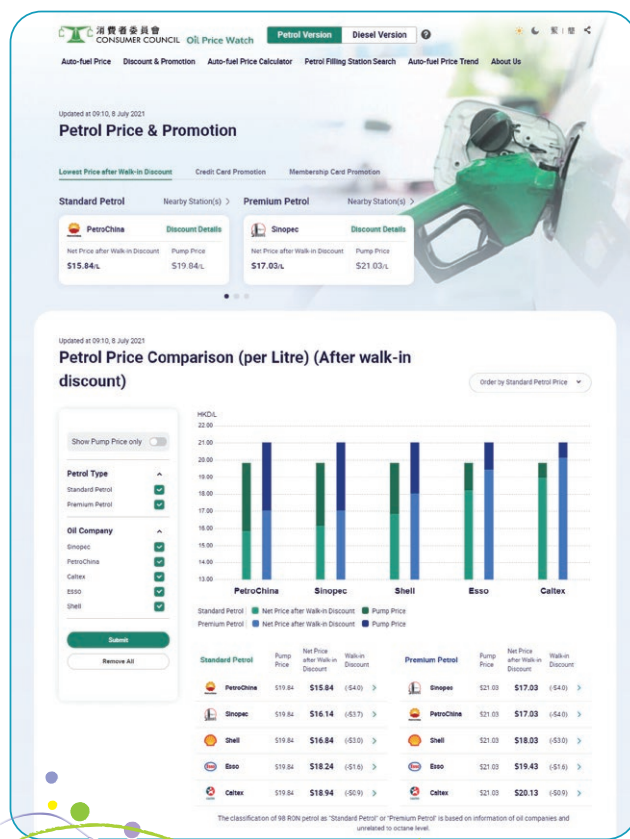 消費者委員會
CONSUMER COUNCIL
Oil Price Watch
Petrol Version
Diesel Version
?
繁 | 簡
Auto-fuel Price
Discount & Promotion
Auto-fuel Price Calculator
Petrol Filling Station Search
Auto-fuel Price Trend
About Us
Updated at 09:10, 8 July 2021
Petrol Price & Promotion
Lowest Price after Walk-in Discount
Credit Card Promotion
Membership Card Promotion
Standard Petrol
Nearby Station(s) >
PetroChina
Discount Details
Net Price after Walk-in Discount
Pump Price
$15.84/L
$19.84/L
Premium Petrol
Nearby Station(s) >
Sinopec
Discount Details
Net Price after Walk-in Discount
Pump Price
$17.03/L
$21.03/L
Updated at 09:10, 8 July 2021
Petrol Price Comparison (per Litre) (After walk-in
discount)
Order by Standard Petrol Price
Show Pump Price only
Petrol Type
Standard Petrol
Premium Petrol
Oil Company
Sinopec
PetroChina
Caltex
Esso
Shell
Submit
Remove All
HKD/L
22.00
21.00
20.00
19.00
18.00
17.00
16.00
15.00
14.00
13.00
PetroChina
Sinopec
Shell
Esso
Caltex
Standard Petrol | Net Price after Walk-in Discount Pump Price
Premium Petrol | Net Price after Walk-in Discount Pump Price
Standard Petrol
Pump Price
Net Price after Walk-in Discount
Walk-in Discount
PetroChina $19.84 $15.84 (-$4.0) >
Sinopec $19.84 $16.14 (-$3.7) >
Shell $19.84 $16.84 (-$3.0) >
Esso $19.84 $18.24 (-$1.6) >
Caltex $19.84 $18.94 (-$0.9) >
Premium Petrol
Pump Price
Net Price after Walk-in Discount
Walk-in Discount
Sinopec $21.03 $17.03 (-$4.0) >
PetroChina $21.03 $17.03 (-$4.0) >
Shell $21.03 $18.03 (-$3.0) >
Esso $21.03 $19.43 (-$1.6) >
Caltex $21.03 $20.13 (-$0.9) >
The classification of 98 RON petrol as "Standard Petrol" or "Premium Petrol" is based on information of oil companies and
unrelated to octane level.